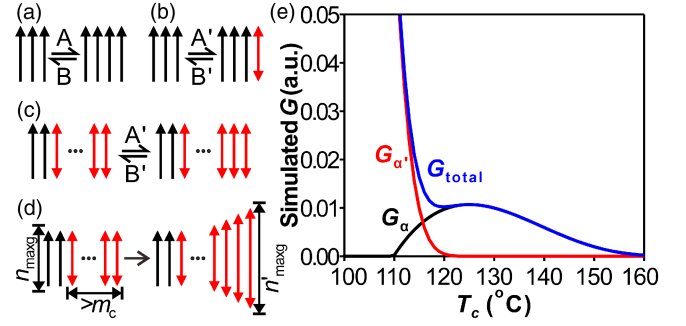 (a)
A
B
(b)
A'
B'
(c)
A'
B'
(d)
n_maxg
>m_c
n'_maxg
(e)
Simulated G (a.u.)
0.05
0.04
0.03
0.02
0.01
0.00
G_α'
G_total
G_α
100 110 120 130 140 150 160
T_c (°C)